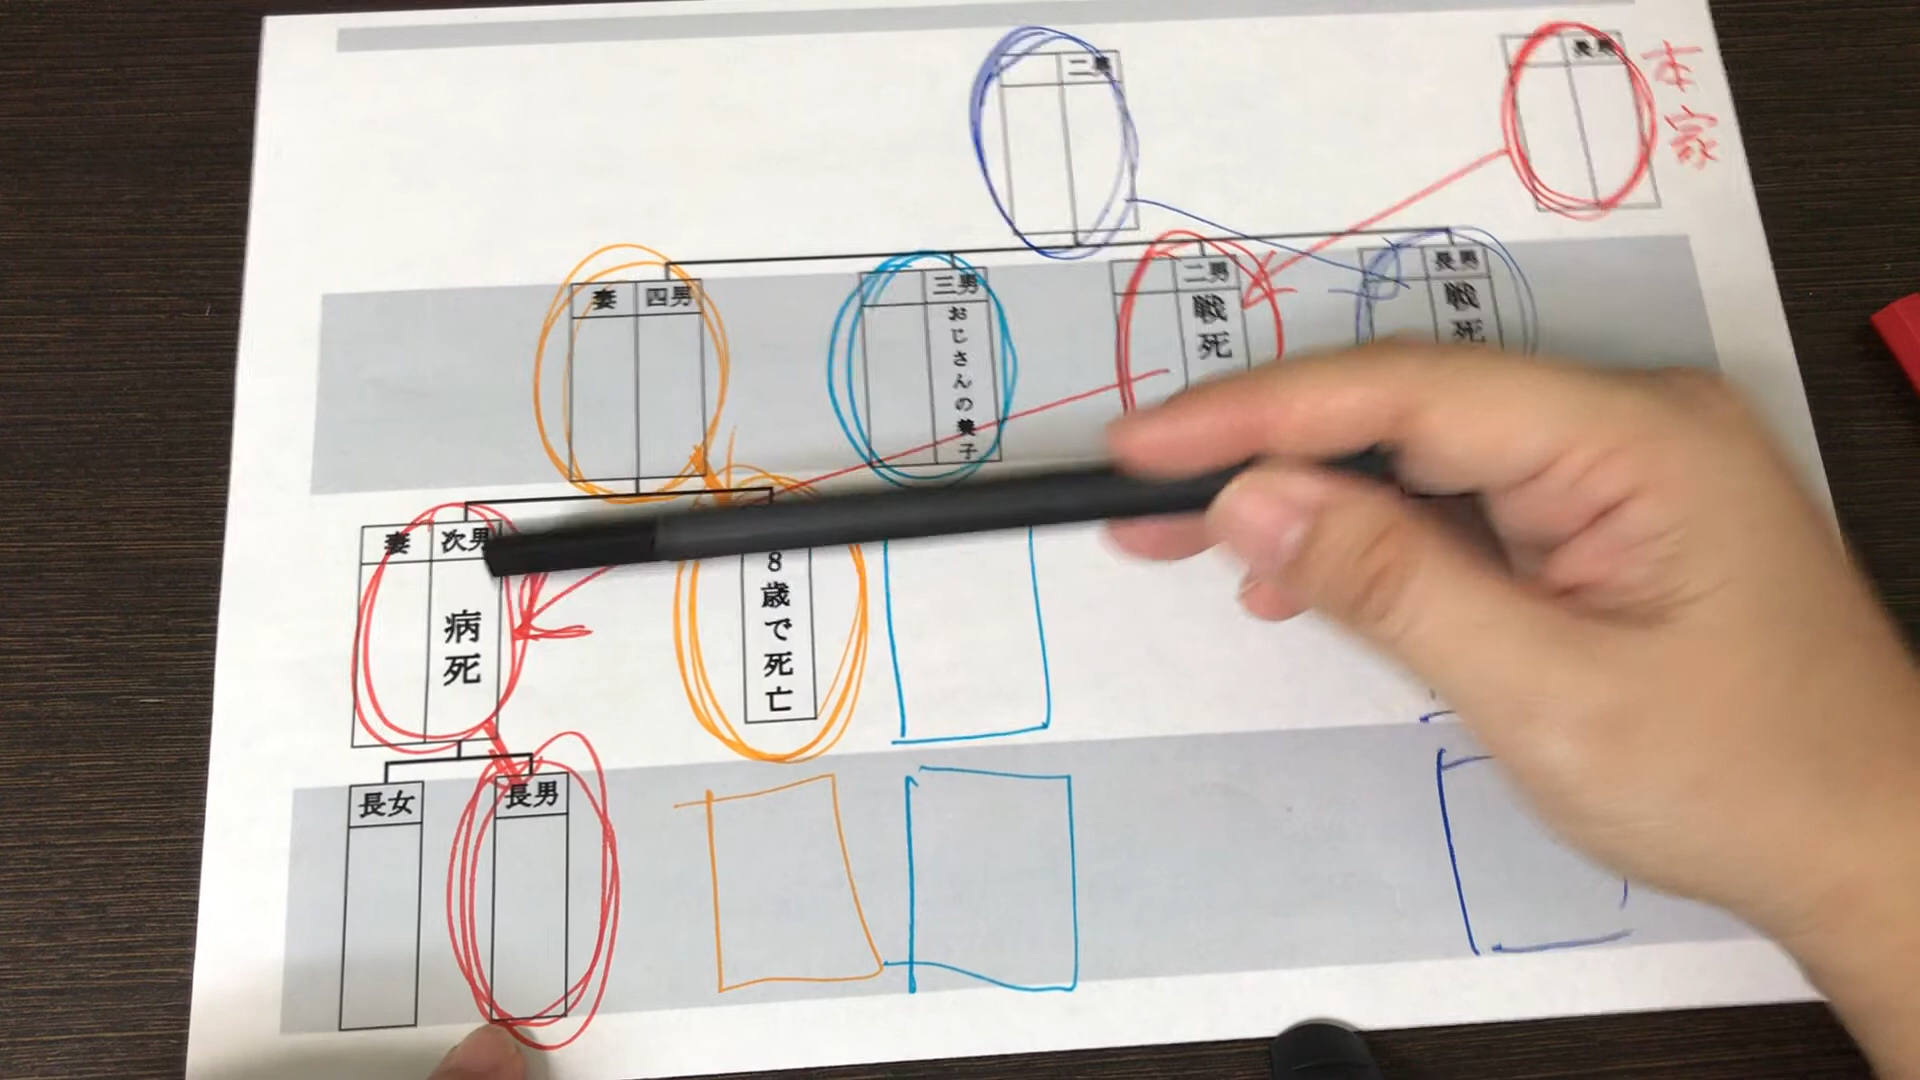 長男
本家
二男
長男
戦死
二男
戦死
三男
おじさんの養子
妻 四男
8歳で死亡
妻 次男
病死
長男
長女